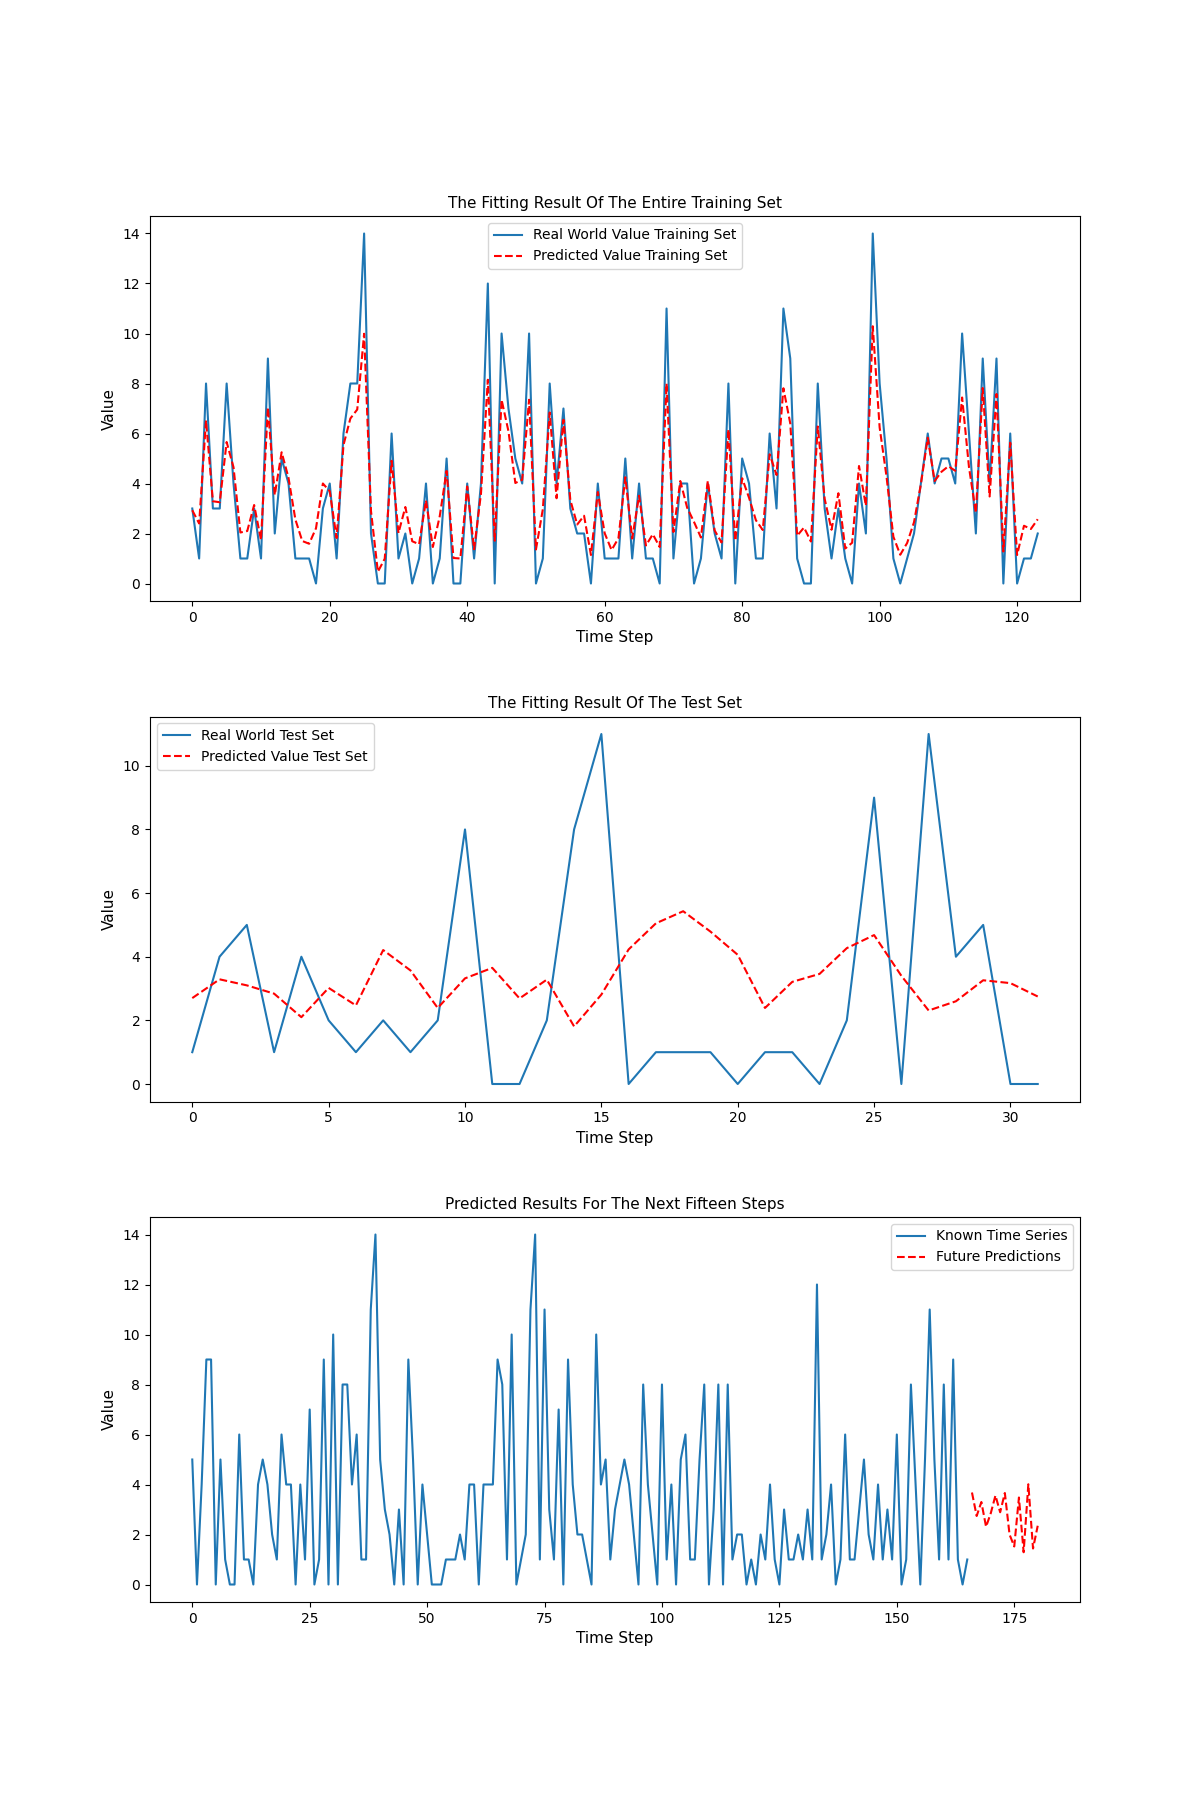 The Fitting Result Of The Entire Training Set
Real World Value Training Set
Predicted Value Training Set
Value
14
12
10
8
6
4
2
0
0 20 40 60 80 100 120
Time Step
The Fitting Result Of The Test Set
Real World Test Set
Predicted Value Test Set
Value
10
8
6
4
2
0
0 5 10 15 20 25 30
Time Step
Predicted Results For The Next Fifteen Steps
Known Time Series
Future Predictions
Value
14
12
10
8
6
4
2
0
0 25 50 75 100 125 150 175
Time Step